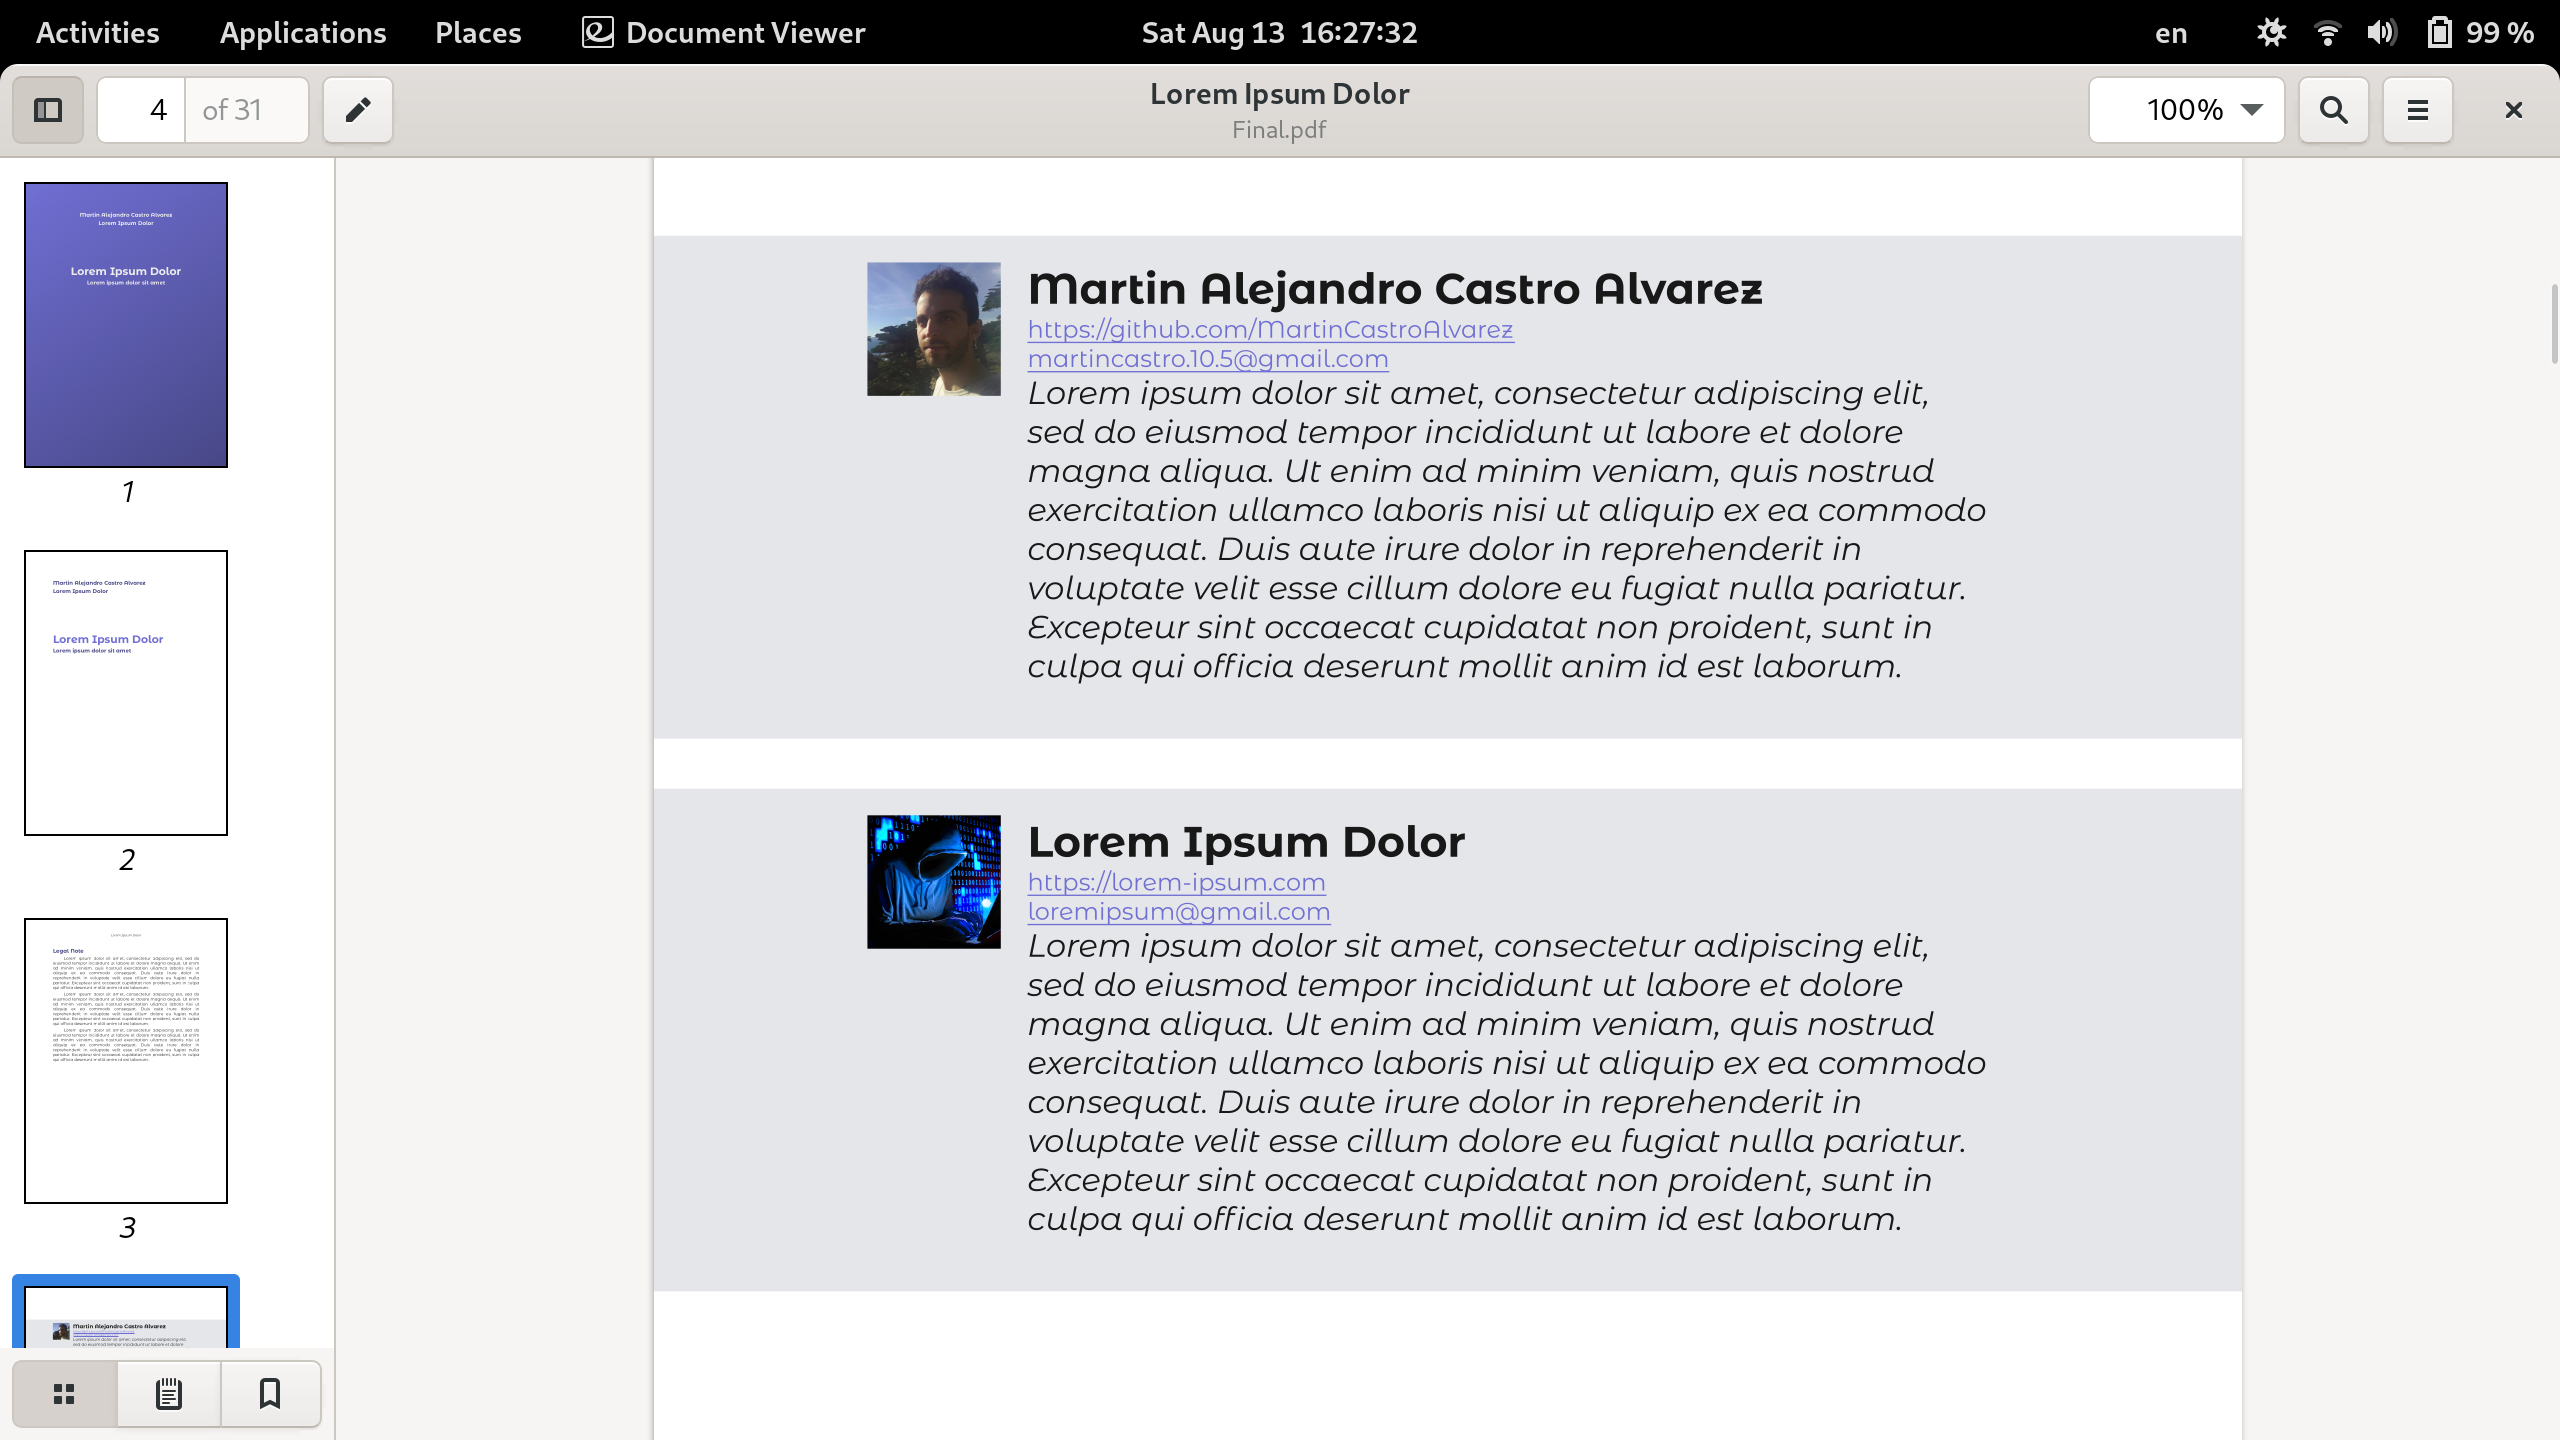 Activities Applications Places Document Viewer Sat Aug 13 16:27:32 en 99 %
4 of 31 Lorem Ipsum Dolor 100%
Final.pdf
Martin Alejandro Castro Alvarez
Lorem Ipsum Dolor
Lorem Ipsum Dolor
Lorem ipsum dolor sit amet
1
Martin Alejandro Castro Alvarez
Lorem Ipsum Dolor
Lorem Ipsum Dolor
Lorem ipsum dolor sit amet
2
Legal Note
3
Martin Alejandro Castro Alvarez
Martin Alejandro Castro Alvarez
https://github.com/MartinCastroAlvarez
martincastro.10.5@gmail.com
Lorem ipsum dolor sit amet, consectetur adipiscing elit,
sed do eiusmod tempor incididunt ut labore et dolore
magna aliqua. Ut enim ad minim veniam, quis nostrud
exercitation ullamco laboris nisi ut aliquip ex ea commodo
consequat. Duis aute irure dolor in reprehenderit in
voluptate velit esse cillum dolore eu fugiat nulla pariatur.
Excepteur sint occaecat cupidatat non proident, sunt in
culpa qui officia deserunt mollit anim id est laborum.
Lorem Ipsum Dolor
https://lorem-ipsum.com
loremipsum@gmail.com
Lorem ipsum dolor sit amet, consectetur adipiscing elit,
sed do eiusmod tempor incididunt ut labore et dolore
magna aliqua. Ut enim ad minim veniam, quis nostrud
exercitation ullamco laboris nisi ut aliquip ex ea commodo
consequat. Duis aute irure dolor in reprehenderit in
voluptate velit esse cillum dolore eu fugiat nulla pariatur.
Excepteur sint occaecat cupidatat non proident, sunt in
culpa qui officia deserunt mollit anim id est laborum.